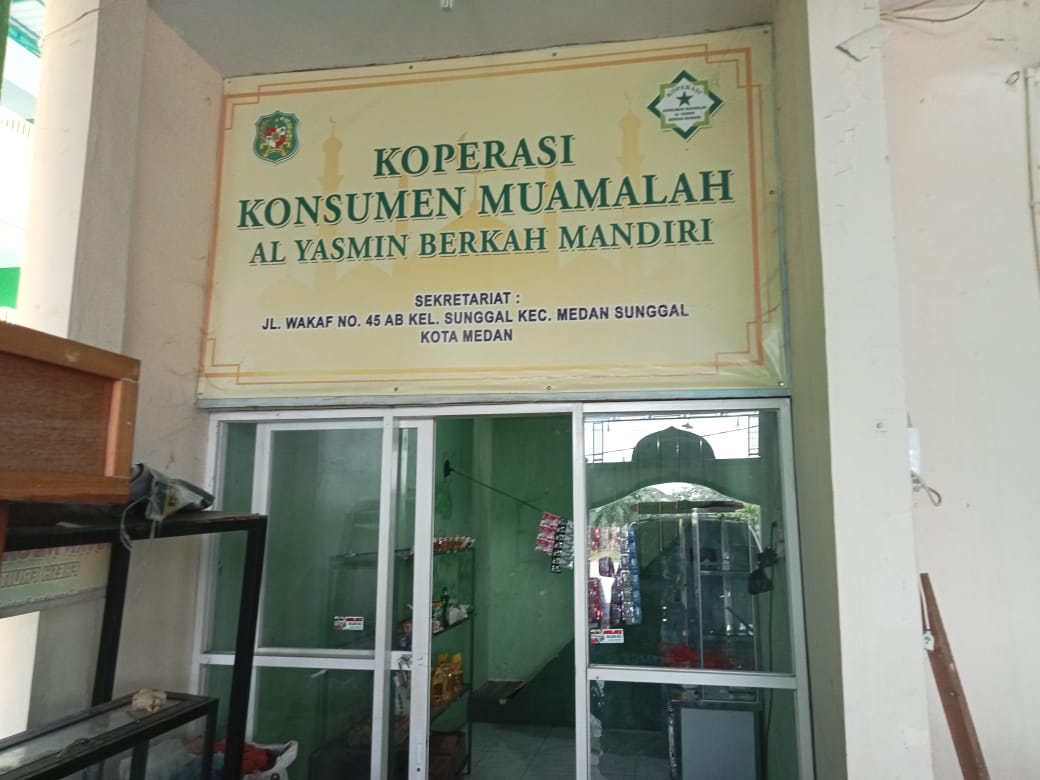 KOPERASI
KOPERASI
KONSUMEN MUAMALAH
AL YASMIN BERKAH MANDIRI
SEKRETARIAT :
JL. WAKAF NO. 45 AB KEL. SUNGGAL KEC. MEDAN SUNGGAL
KOTA MEDAN